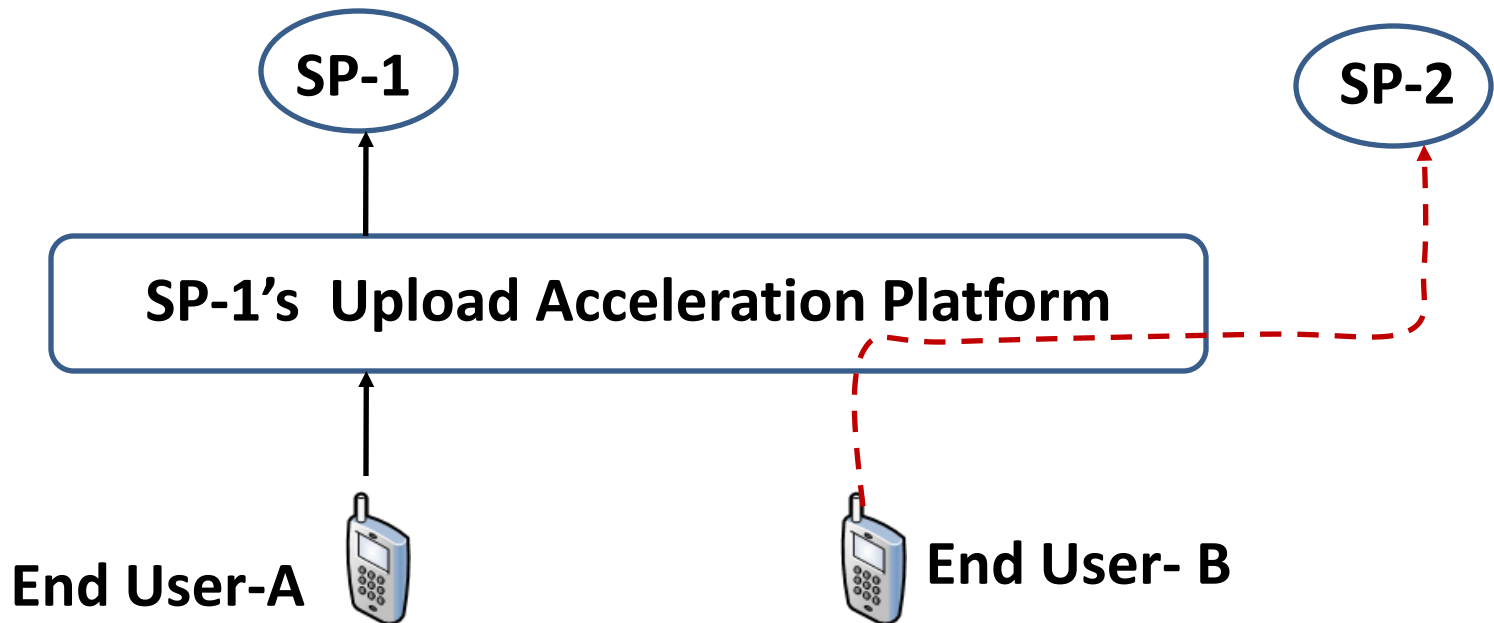 SP-1
SP-2
SP-1’s  Upload Acceleration Platform
End User-A
End User- B